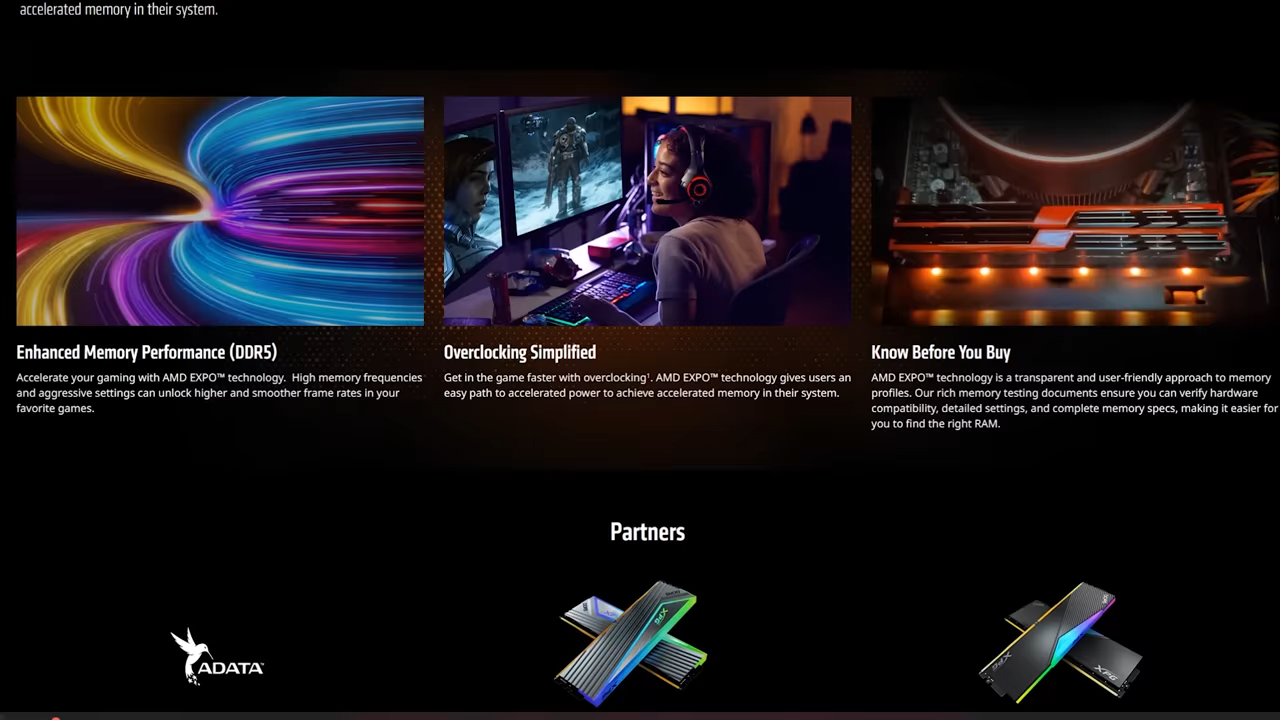 accelerated memory in their system.
Enhanced Memory Performance (DDR5)
Accelerate your gaming with AMD EXPO™ technology. High memory frequencies
and aggressive settings can unlock higher and smoother frame rates in your
favorite games.
Overclocking Simplified
Get in the game faster with overclocking¹. AMD EXPO™ technology gives users an
easy path to accelerated power to achieve accelerated memory in their system.
Know Before You Buy
AMD EXPO™ technology is a transparent and user-friendly approach to memory
profiles. Our rich memory testing documents ensure you can verify hardware
compatibility, detailed settings, and complete memory specs, making it easier for
you to find the right RAM.
Partners
ADATA™
XPG
XPG
XPG